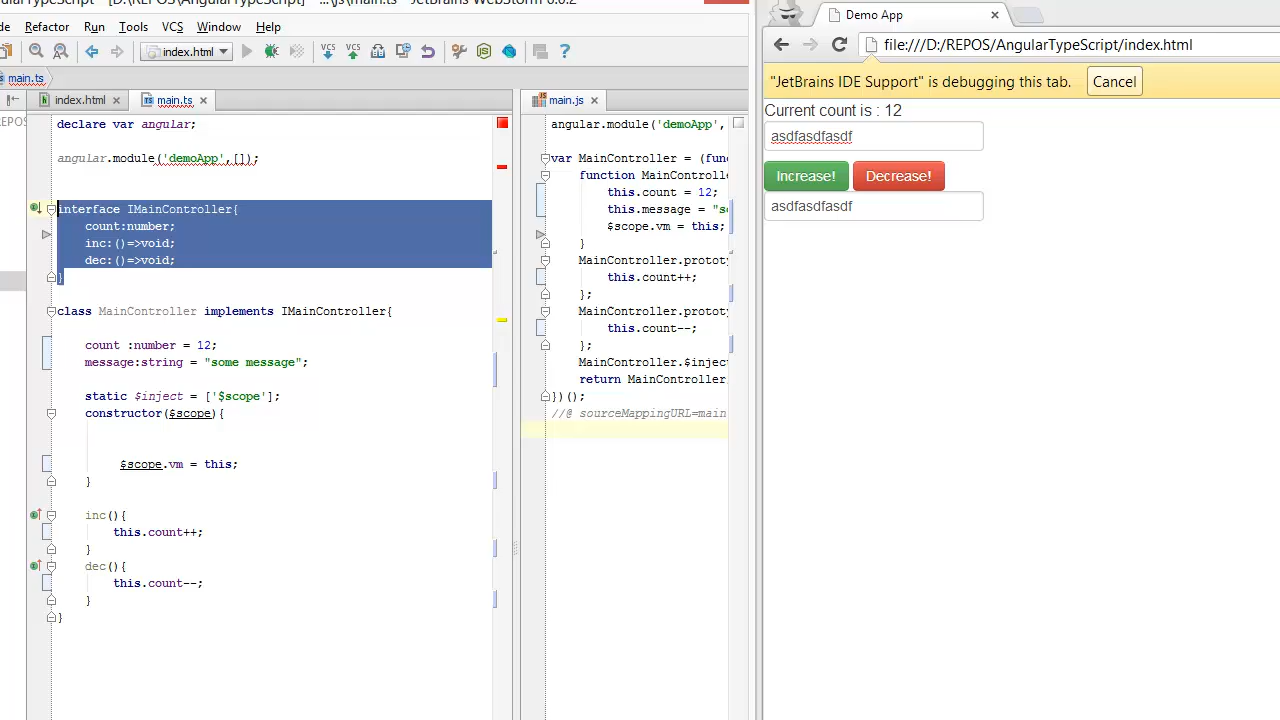 Refactor Run Tools VCS Window Help
index.html
main.ts
index.html
main.ts
declare var angular;
angular.module('demoApp',[]);
interface IMainController{
count:number;
inc:()=>void;
dec:()=>void;
}
class MainController implements IMainController{
count :number = 12;
message:string = "some message";
static $inject = ['$scope'];
constructor($scope){
$scope.vm = this;
}
inc(){
this.count++;
}
dec(){
this.count--;
}
}
main.js
angular.module('demoApp',
var MainController = (func
function MainControlle
this.count = 12;
this.message = "so
$scope.vm = this;
}
MainController.prototy
this.count++;
};
MainController.prototy
this.count--;
};
MainController.$inject
return MainController;
})();
//@ sourceMappingURL=main
Demo App
file:///D:/REPOS/AngularTypeScript/index.html
"JetBrains IDE Support" is debugging this tab. Cancel
Current count is : 12
asdfasdfasdf
Increase! Decrease!
asdfasdfasdf